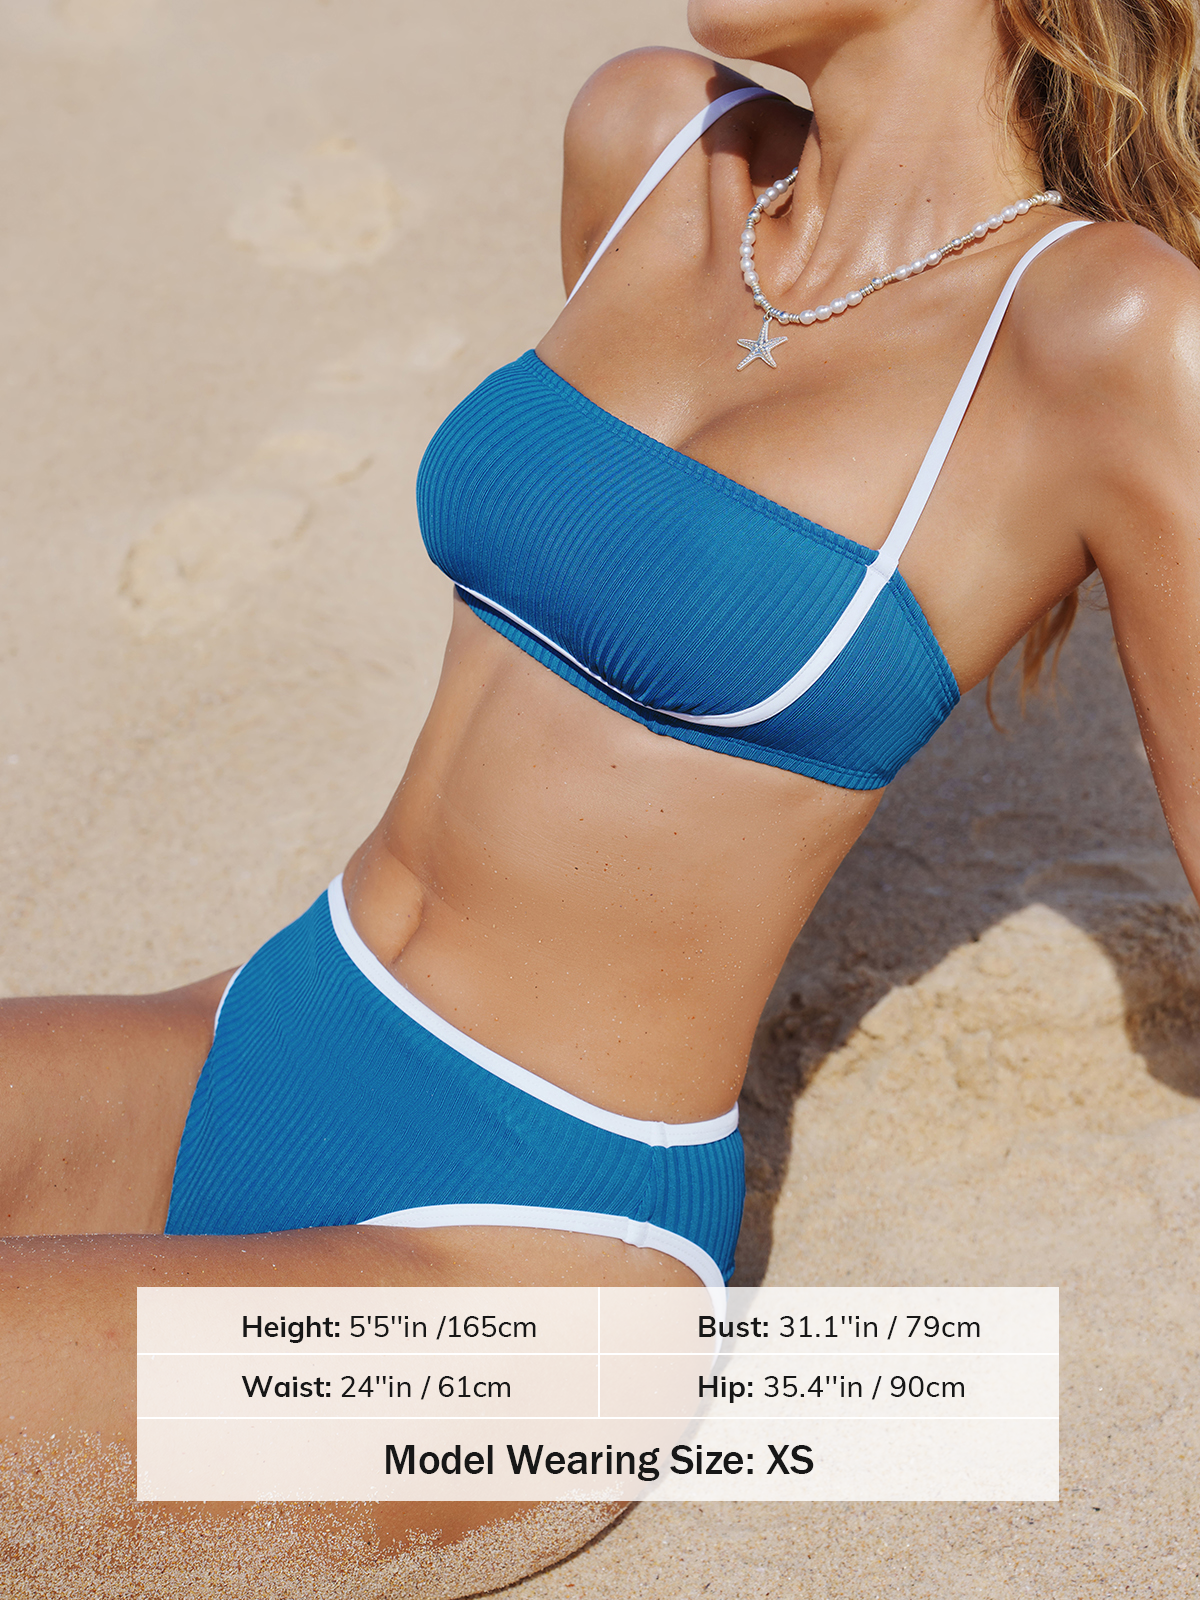 Height: 5'5''in /165cm
Bust: 31.1''in / 79cm
Waist: 24''in / 61cm
Hip: 35.4''in / 90cm
Model Wearing Size: XS